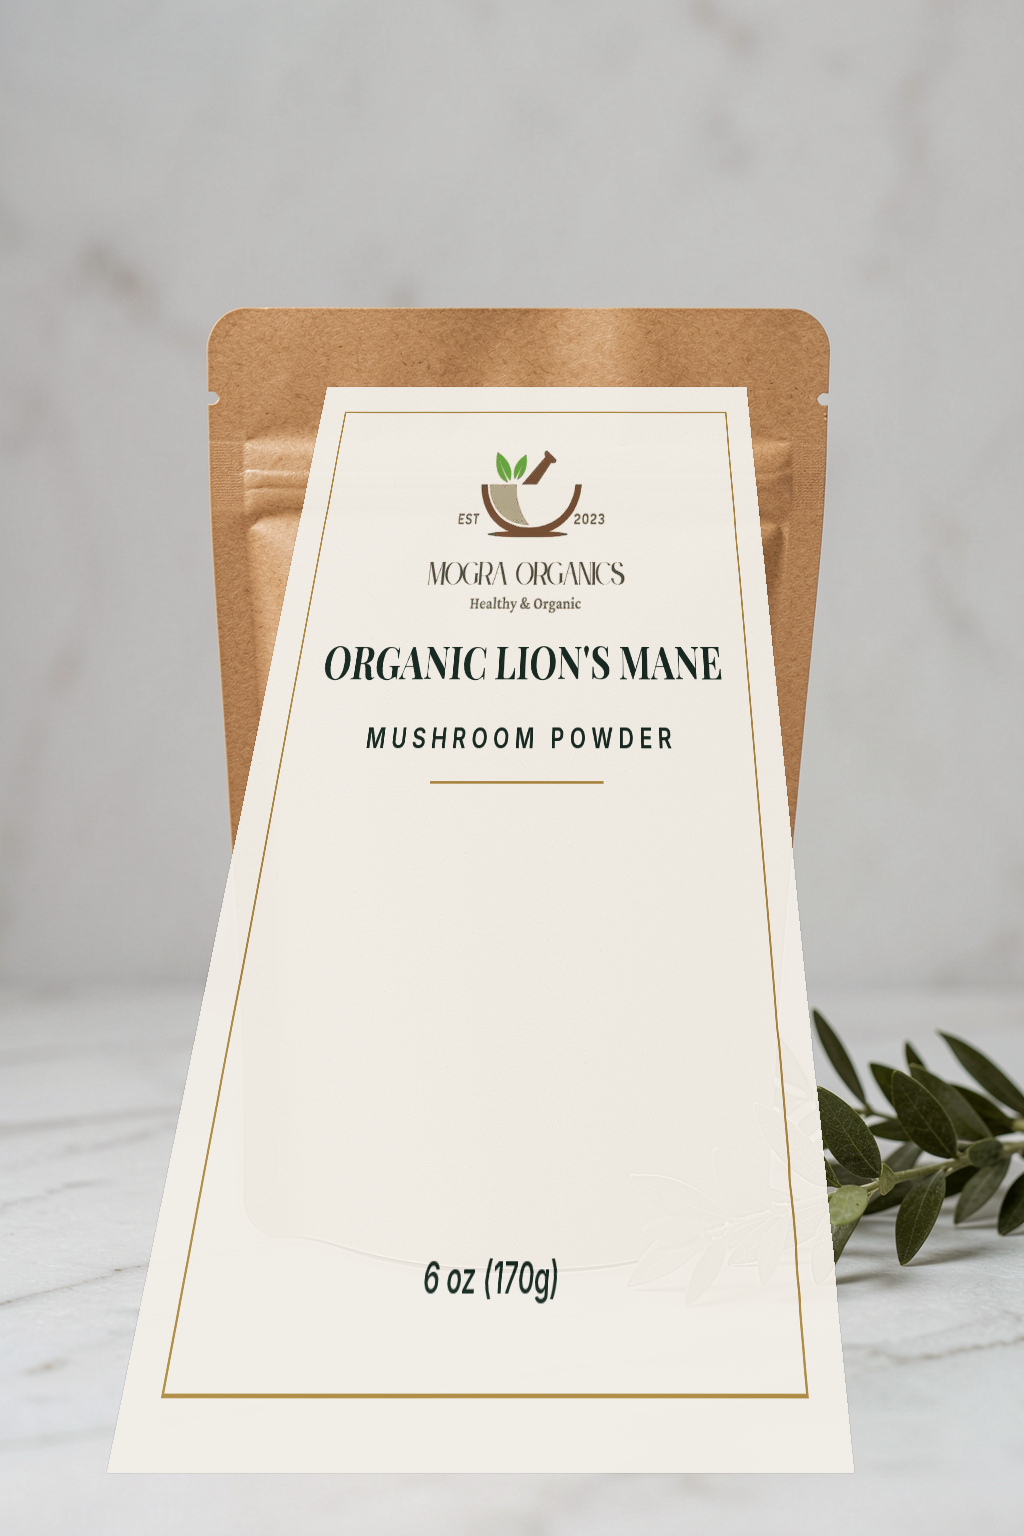 EST 2023
MOGRA ORGANICS
Healthy & Organic
ORGANIC LION'S MANE
MUSHROOM POWDER
6 oz (170g)